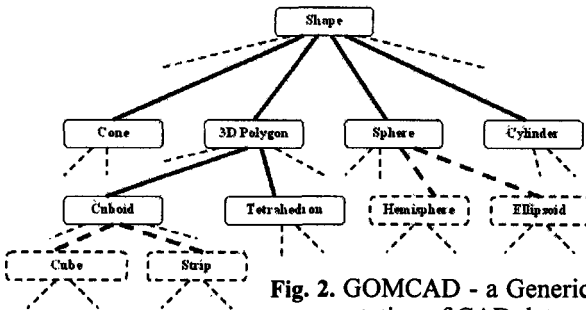 Shape
Cone 3D Polygon Sphere Cylinder
Cuboid Tetrahedron Hemisphere Ellipsoid
Cube Strip
Fig. 2. GOMCAD - a Generic